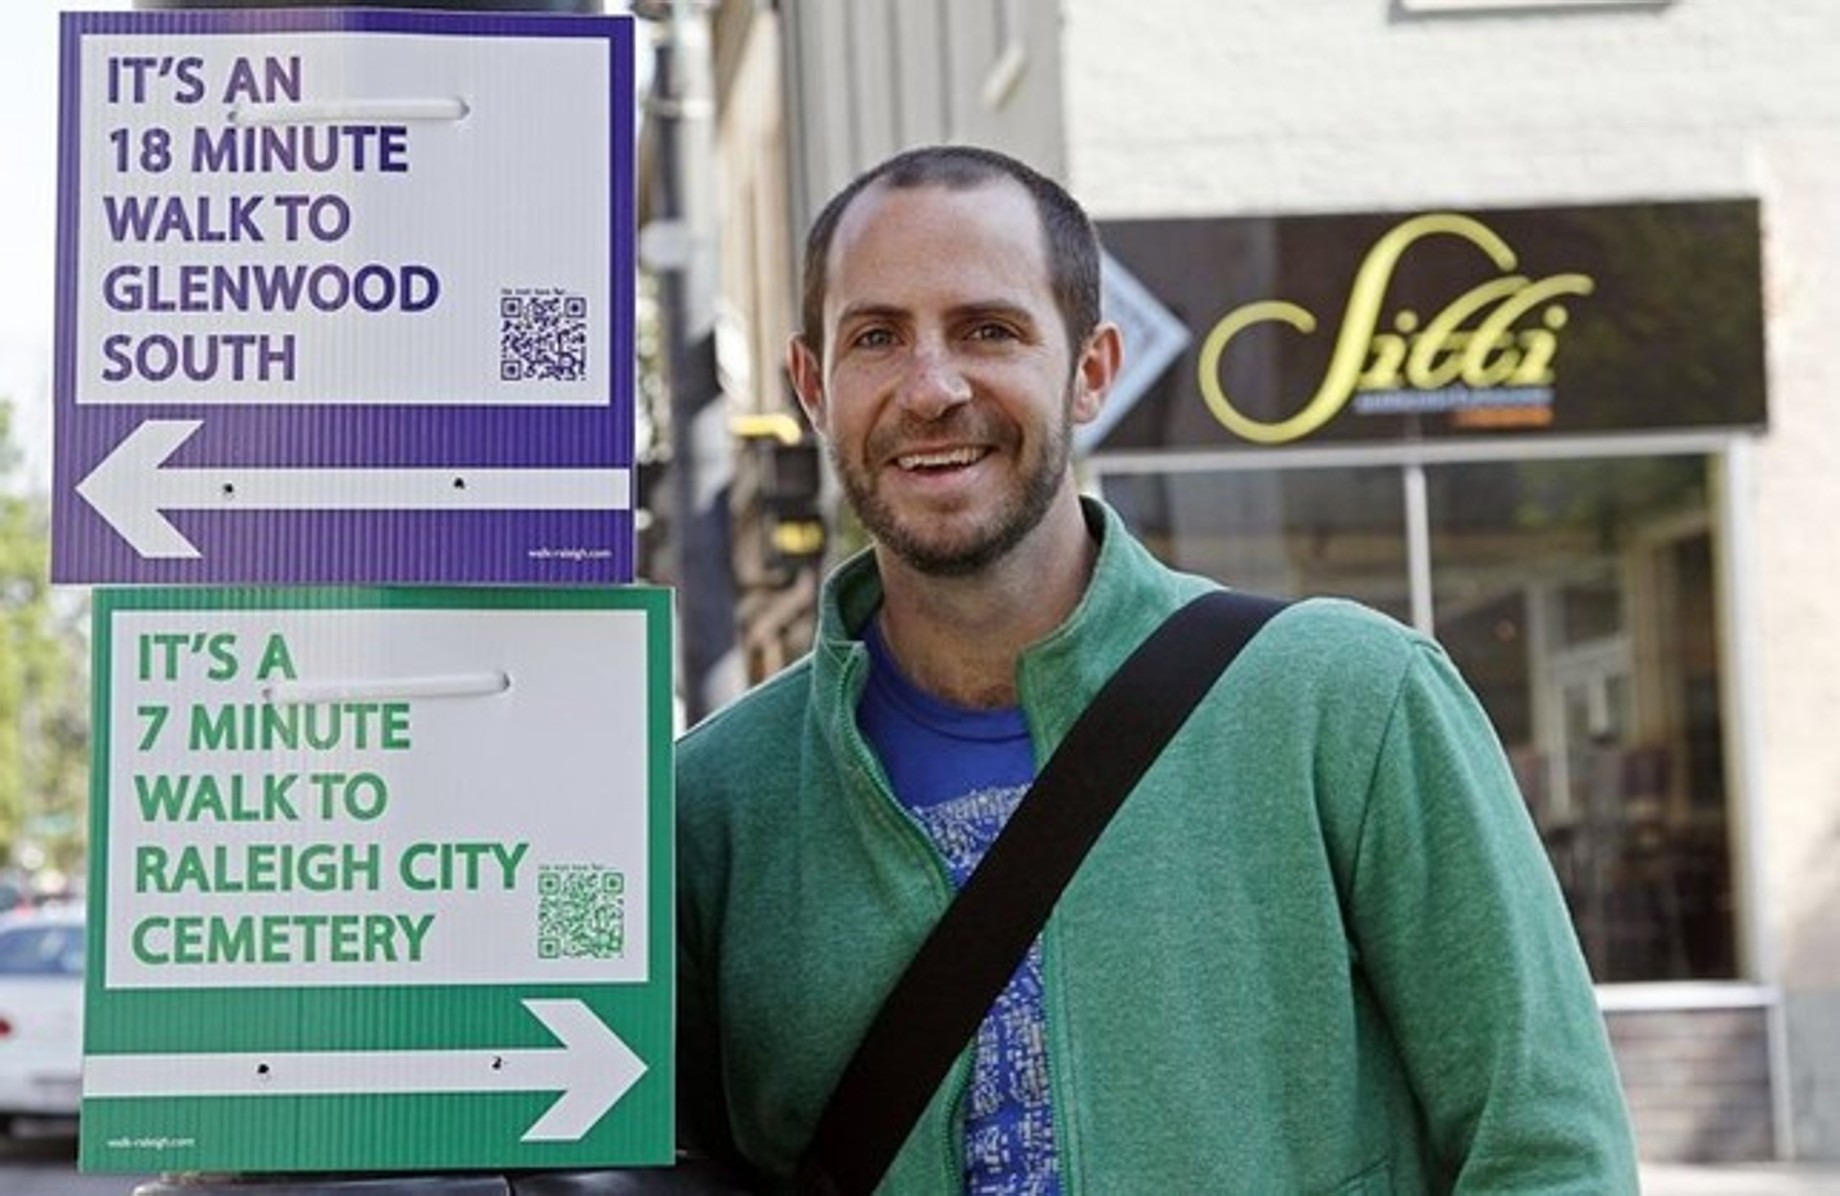 IT'S AN
18 MINUTE
WALK TO
GLENWOOD
SOUTH
walk-raleigh.com
IT'S A
7 MINUTE
WALK TO
RALEIGH CITY
CEMETERY
walk-raleigh.com
Sitti